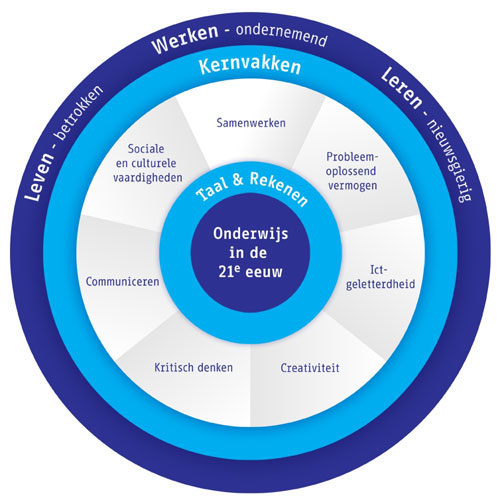 Werken - ondernemend
Leven - betrokken
Leren - nieuwsgierig
Kernvakken
Samenwerken
Sociale
en culturele
vaardigheden
Probleem-
oplossend
vermogen
Taal & Rekenen
Onderwijs
in de
21e eeuw
Communiceren
Ict-
geletterdheid
Kritisch denken
Creativiteit